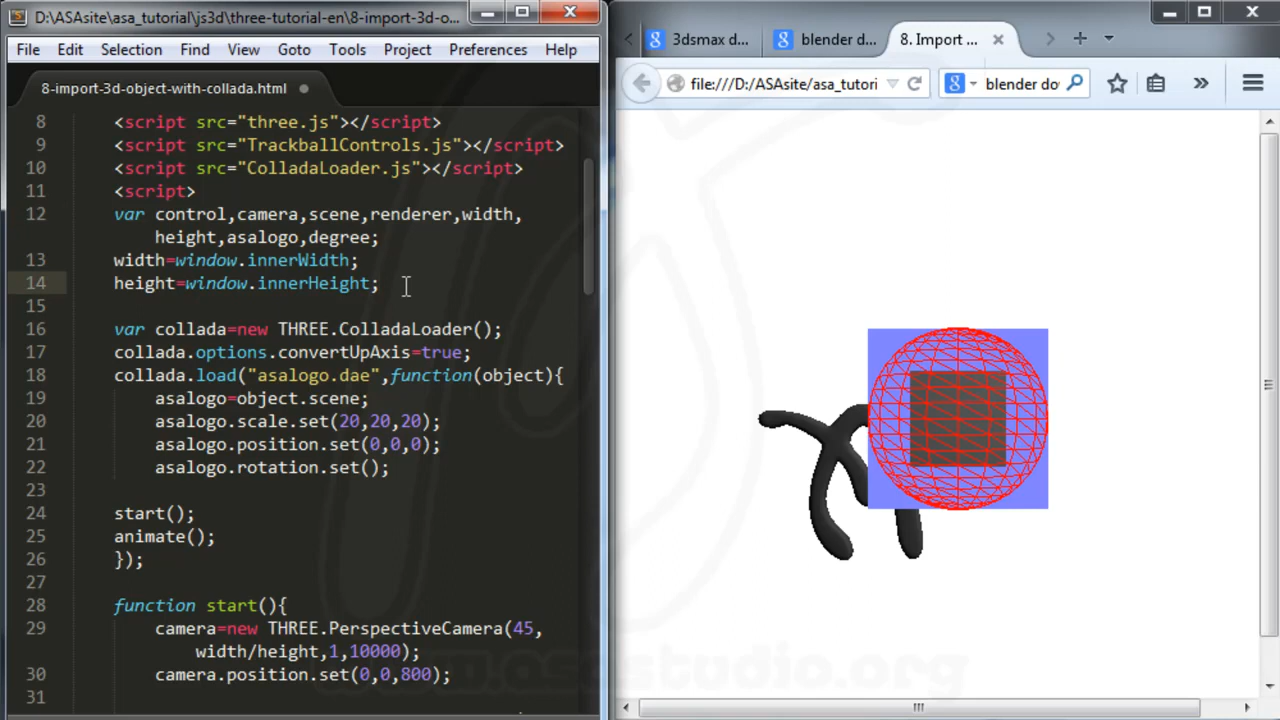 D:\ASAsite\asa_tutorial\js3d\three-tutorial-en\8-import-3d-o...
File Edit Selection Find View Goto Tools Project Preferences Help
8-import-3d-object-with-collada.html
8 <script src="three.js"></script>
9 <script src="TrackballControls.js"></script>
10 <script src="ColladaLoader.js"></script>
11 <script>
12 var control,camera,scene,renderer,width,
height,asalogo,degree;
13 width=window.innerWidth;
14 height=window.innerHeight;
15
16 var collada=new THREE.ColladaLoader();
17 collada.options.convertUpAxis=true;
18 collada.load("asalogo.dae",function(object){
19 asalogo=object.scene;
20 asalogo.scale.set(20,20,20);
21 asalogo.position.set(0,0,0);
22 asalogo.rotation.set();
23
24 start();
25 animate();
26 });
27
28 function start(){
29 camera=new THREE.PerspectiveCamera(45,
width/height,1,10000);
30 camera.position.set(0,0,800);
31
3dsmax d... blender d... 8. Import ...
file:///D:/ASAsite/asa_tutori blender do
www.asastudio.org